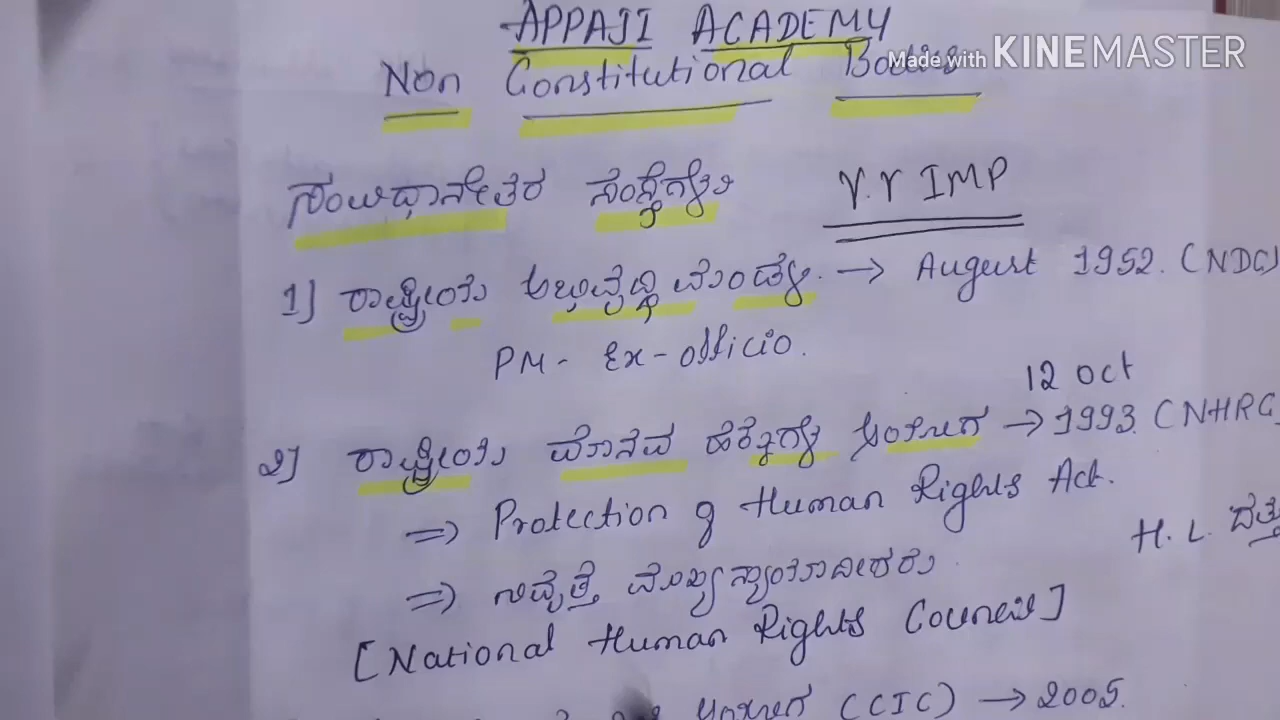 APPAJI ACADEMY
Made with KINEMASTER
Non Constitutional Bodies
ಸಂವಿಧಾನೇತರ ಸಂಸ್ಥೆಗಳು V.V IMP
1) ರಾಷ್ಟ್ರೀಯ ಅಭಿವೃದ್ಧಿ ಮಂಡಳಿ. → August 1952. (NDC)
PM - Ex-officio.
12 Oct
2) ರಾಷ್ಟ್ರೀಯ ಮಾನವ ಹಕ್ಕುಗಳ ಆಯೋಗ → 1993. (NHRC
⇒ Protection of Human Rights Act.
H. L. ದತ್ತು
⇒ ನಿವೃತ್ತ ಮುಖ್ಯ ನ್ಯಾಯಾಧೀಶರು.
[National Human Rights Council]
ಆಯೋಗ (CIC) → 2005.